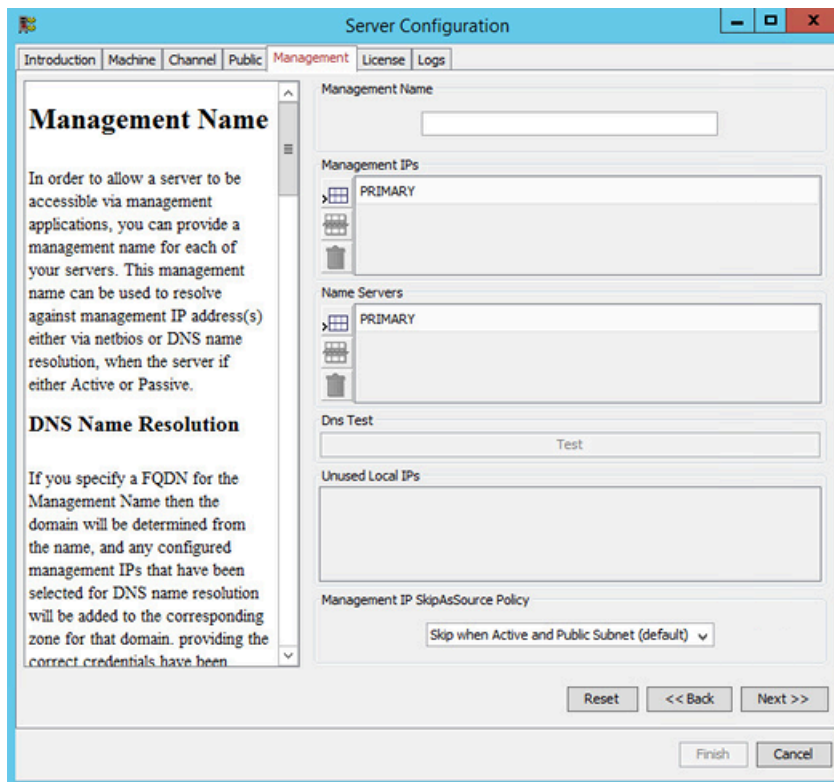 Server Configuration
Introduction Machine Channel Public Management License Logs
Management Name
In order to allow a server to be
accessible via management
applications, you can provide a
management name for each of
your servers. This management
name can be used to resolve
against management IP address(s)
either via netbios or DNS name
resolution, when the server if
either Active or Passive.
DNS Name Resolution
If you specify a FQDN for the
Management Name then the
domain will be determined from
the name, and any configured
management IPs that have been
selected for DNS name resolution
will be added to the corresponding
zone for that domain. providing the
correct credentials have been
Management Name
Management IPs
PRIMARY
Name Servers
PRIMARY
Dns Test
Test
Unused Local IPs
Management IP SkipAsSource Policy
Skip when Active and Public Subnet (default)
Reset << Back Next >>
Finish Cancel